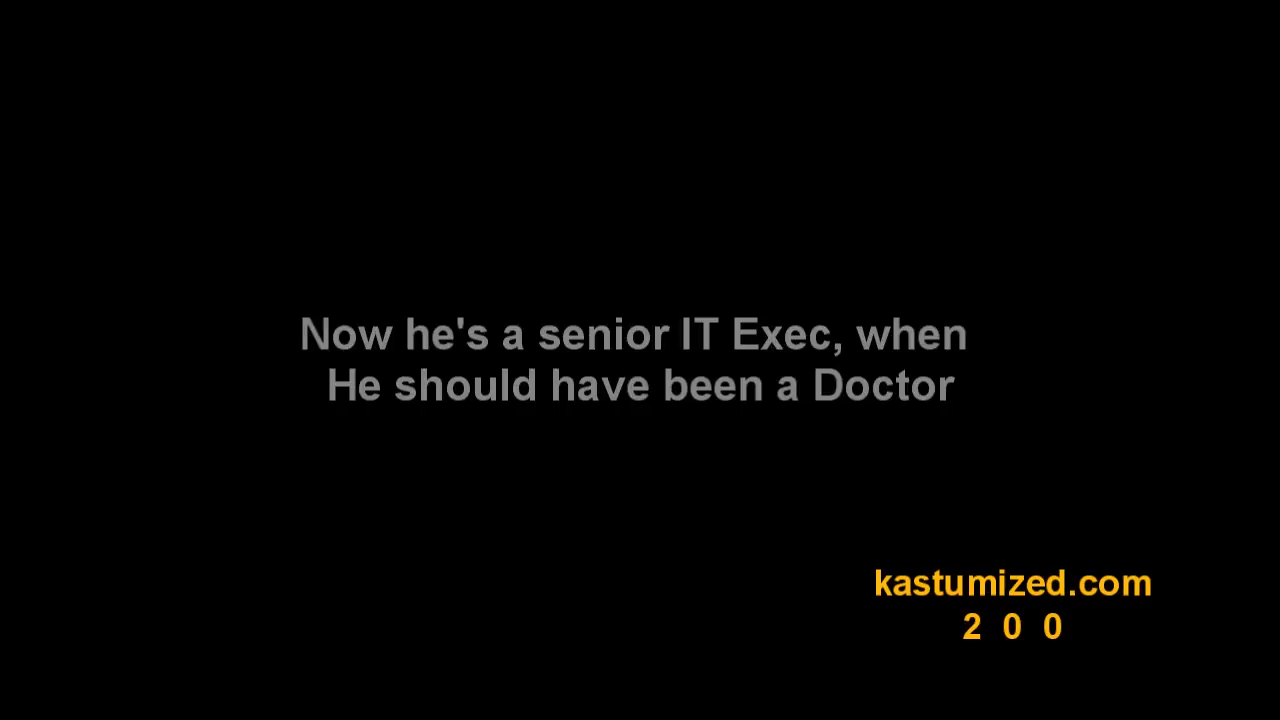 Now he's a senior IT Exec, when
He should have been a Doctor
kastumized.com
2 0 0